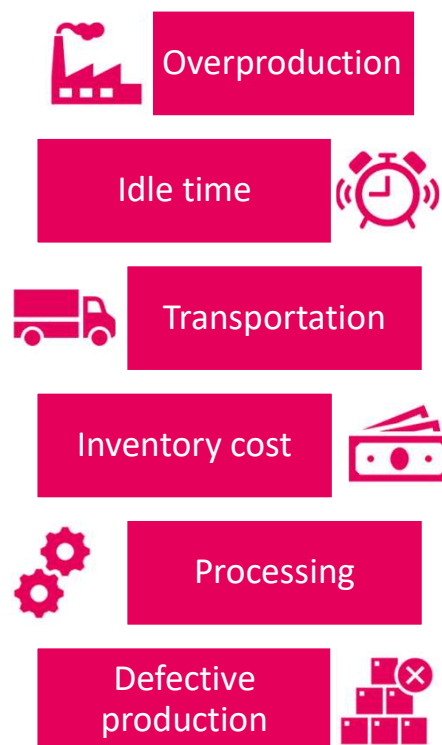 Overproduction
Idle time
Transportation
Inventory cost
Processing
Defective
production